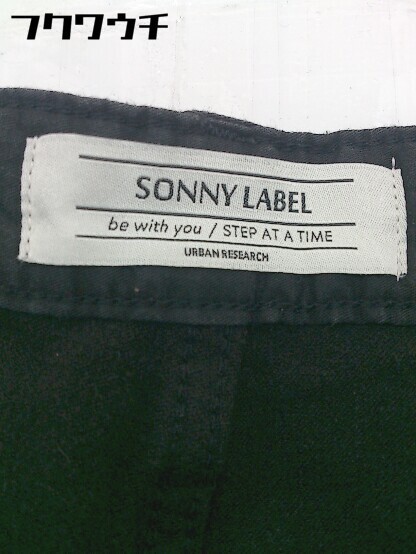 フクワウチ
SONNY LABEL
be with you / STEP AT A TIME
URBAN RESEARCH